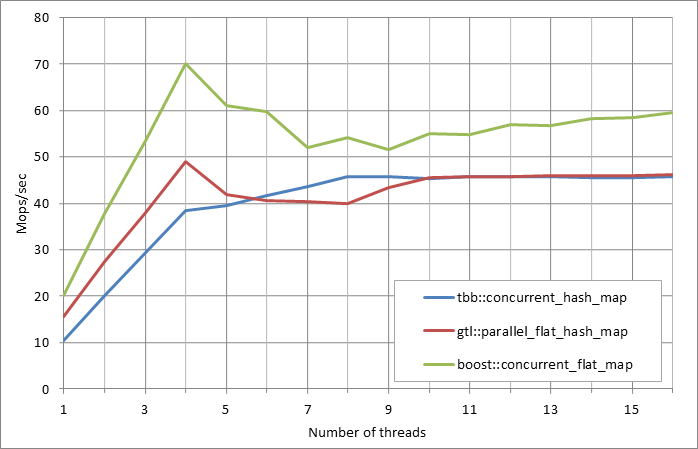 80
70
60
50
40
30
20
10
0
Mops/sec
1 3 5 7 9 11 13 15
Number of threads
tbb::concurrent_hash_map
gtl::parallel_flat_hash_map
boost::concurrent_flat_map